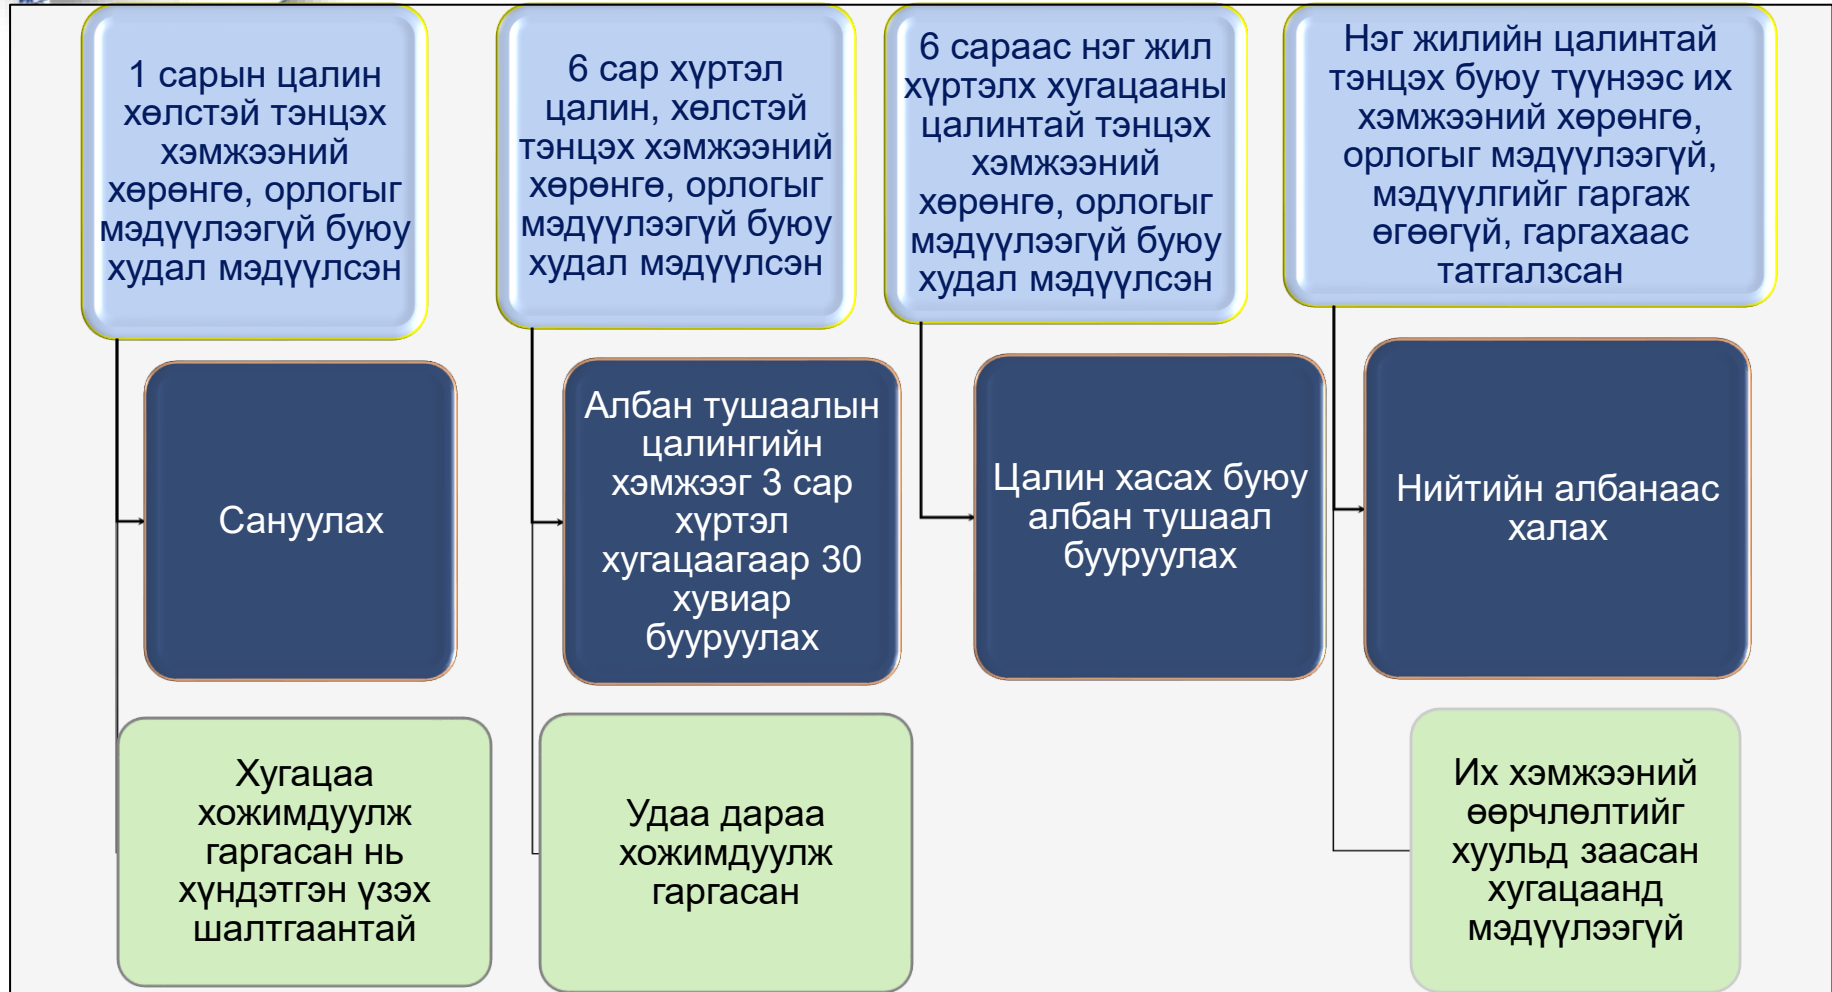 1 сарын цалин
хөлстэй тэнцэх
хэмжээний
хөрөнгө, орлогыг
мэдүүлээгүй буюу
худал мэдүүлсэн
Сануулах
Хугацаа
хожимдуулж
гаргасан нь
хүндэтгэн үзэх
шалтгаантай
6 сар хүртэл
цалин, хөлстэй
тэнцэх хэмжээний
хөрөнгө, орлогыг
мэдүүлээгүй буюу
худал мэдүүлсэн
Албан тушаалын
цалингийн
хэмжээг 3 сар
хүртэл
хугацаагаар 30
хувиар
бууруулах
Удаа дараа
хожимдуулж
гаргасан
6 сараас нэг жил
хүртэлх хугацааны
цалинтай тэнцэх
хэмжээний
хөрөнгө, орлогыг
мэдүүлээгүй буюу
худал мэдүүлсэн
Цалин хасах буюу
албан тушаал
бууруулах
Нэг жилийн цалинтай
тэнцэх буюу түүнээс их
хэмжээний хөрөнгө,
орлогыг мэдүүлээгүй,
мэдүүлгийг гаргаж
өгөөгүй, гаргахаас
татгалзсан
Нийтийн албанаас
халах
Их хэмжээний
өөрчлөлтийг
хуульд заасан
хугацаанд
мэдүүлээгүй